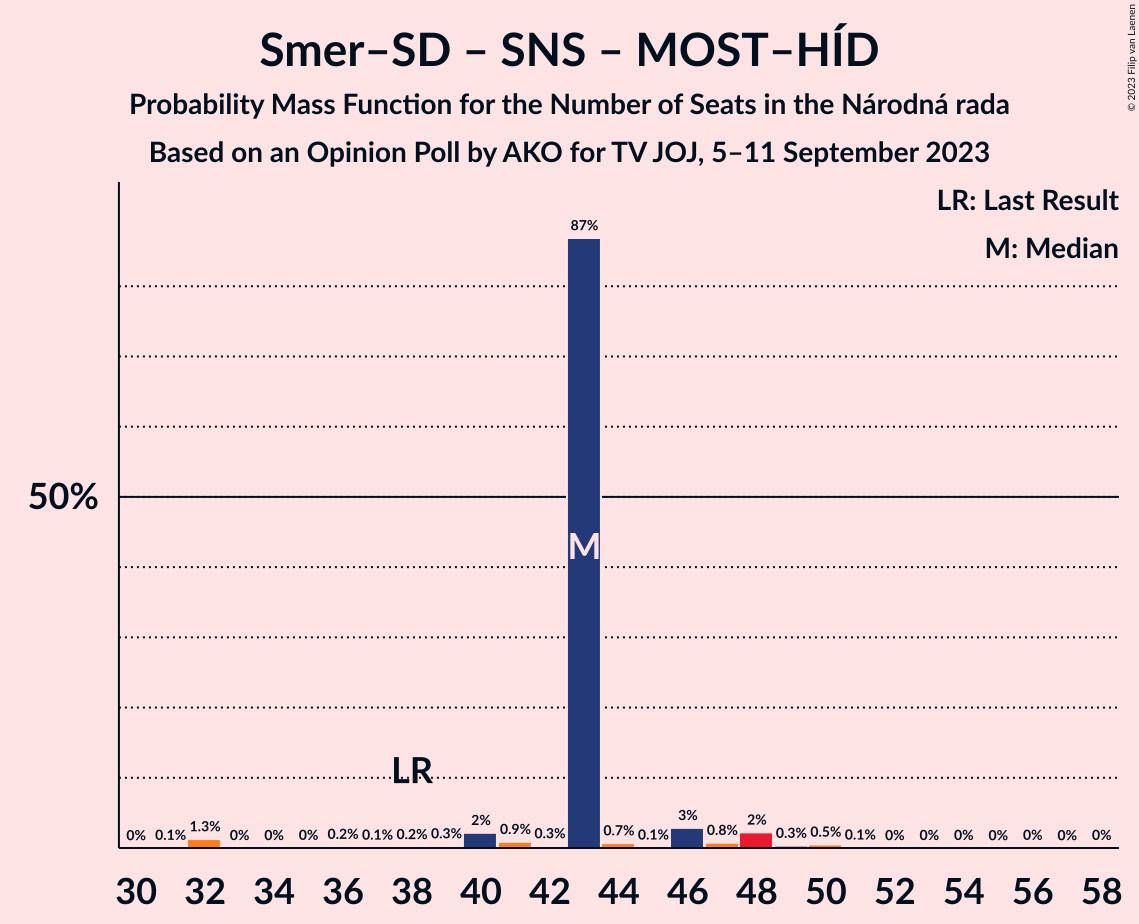 Smer–SD – SNS – MOST–HÍD
Probability Mass Function for the Number of Seats in the Národná rada
Based on an Opinion Poll by AKO for TV JOJ, 5–11 September 2023
© 2023 Filip van Laenen
LR: Last Result
M: Median
87%
50%
M
LR
0% 0.1% 1.3% 0% 0% 0% 0.2% 0.1% 0.2% 0.3% 2% 0.9% 0.3% 0.7% 0.1% 3% 0.8% 2% 0.3% 0.5% 0.1% 0% 0% 0% 0% 0% 0% 0%
30 32 34 36 38 40 42 44 46 48 50 52 54 56 58